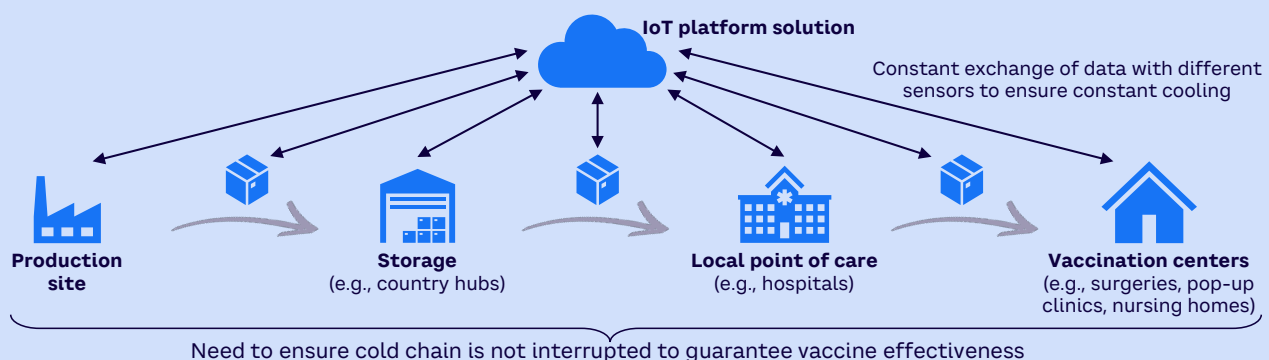 IoT platform solution
Constant exchange of data with different
sensors to ensure constant cooling
Production
site
Storage
(e.g., country hubs)
Local point of care
(e.g., hospitals)
Vaccination centers
(e.g., surgeries, pop-up
clinics, nursing homes)
Need to ensure cold chain is not interrupted to guarantee vaccine effectiveness